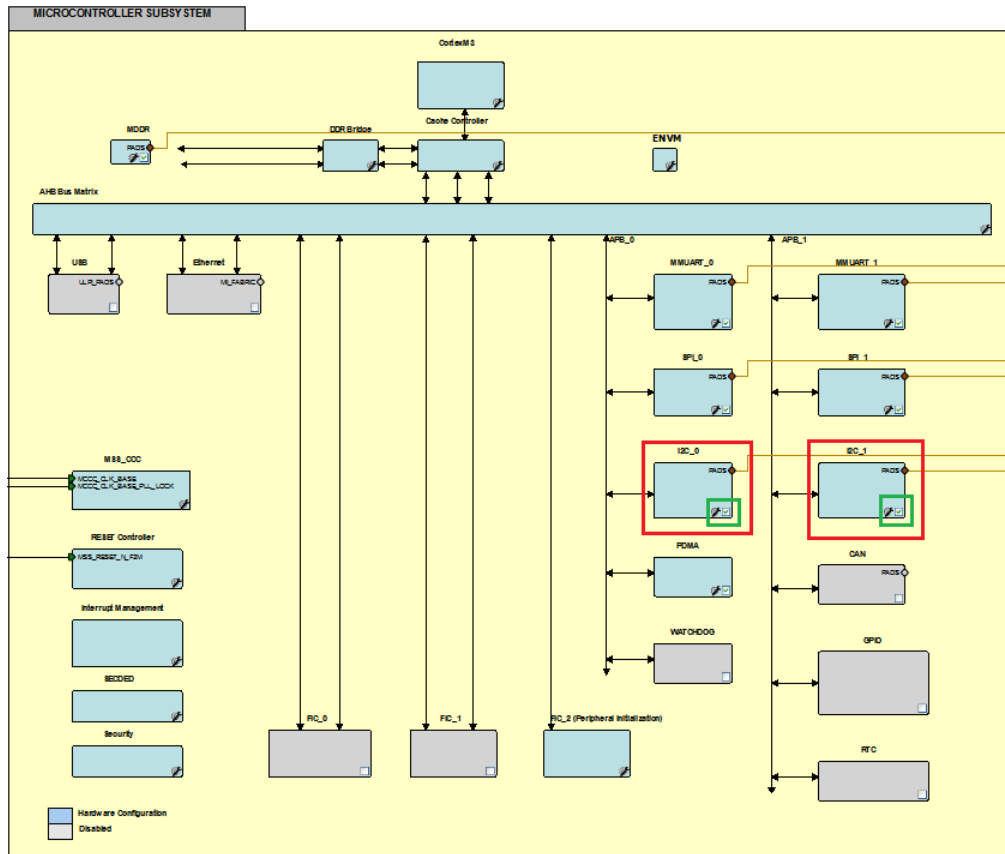 MICROCONTROLLER SUBSYSTEM
CortexM3
Cache Controller
DDR Bridge
MDDR
PADS
ENVM
AHB Bus Matrix
APB_0
APB_1
USB
ULPI_PADS
Ethernet
MII_FABRIC
MMUART_0
PADS
MMUART_1
PADS
SPI_0
PADS
SPI_1
PADS
I2C_0
PADS
I2C_1
PADS
MSS_CCC
MCCC_CLK_BASE
MCCC_CLK_BASE_PLL_LOCK
RESET Controller
MSS_RESET_N_F2M
PDMA
CAN
PADS
Interrupt Management
WATCHDOG
GPIO
SECDED
Security
FIC_0
FIC_1
FIC_2 (Peripheral Initialization)
RTC
Hardware Configuration
Disabled